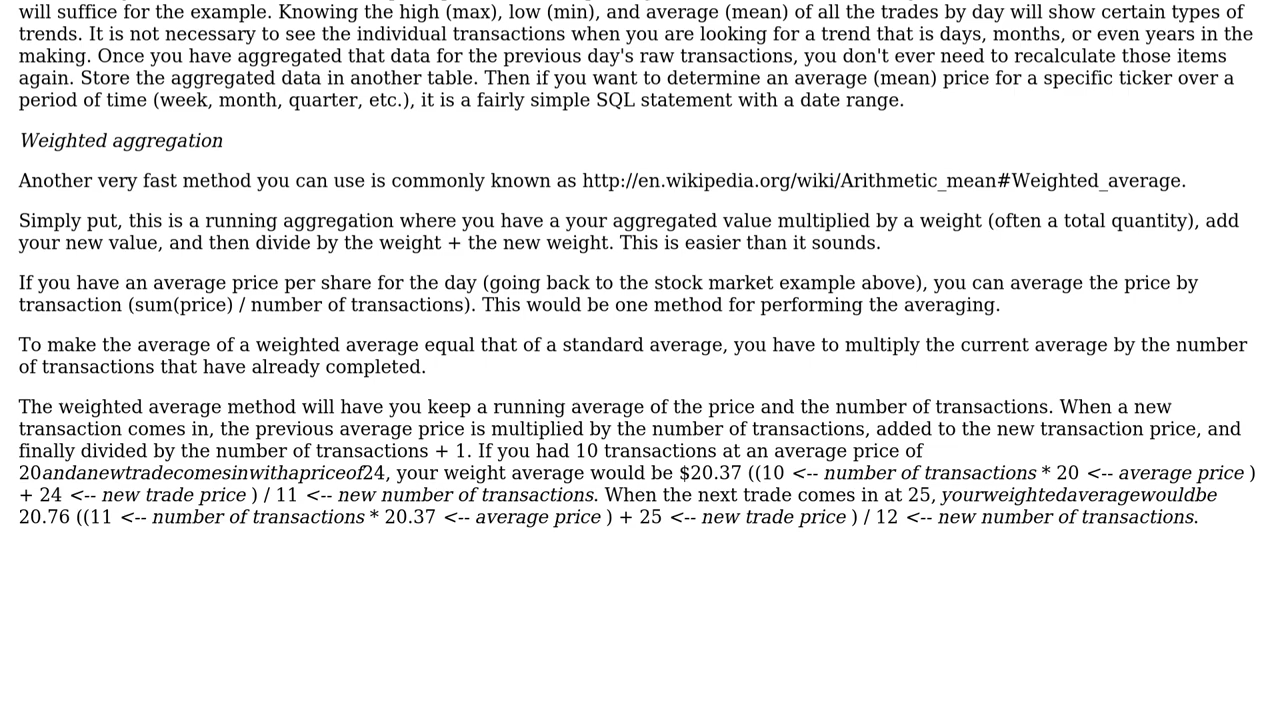 will suffice for the example. Knowing the high (max), low (min), and average (mean) of all the trades by day will show certain types of
trends. It is not necessary to see the individual transactions when you are looking for a trend that is days, months, or even years in the
making. Once you have aggregated that data for the previous day's raw transactions, you don't ever need to recalculate those items
again. Store the aggregated data in another table. Then if you want to determine an average (mean) price for a specific ticker over a
period of time (week, month, quarter, etc.), it is a fairly simple SQL statement with a date range.
Weighted aggregation
Another very fast method you can use is commonly known as http://en.wikipedia.org/wiki/Arithmetic_mean#Weighted_average.
Simply put, this is a running aggregation where you have a your aggregated value multiplied by a weight (often a total quantity), add
your new value, and then divide by the weight + the new weight. This is easier than it sounds.
If you have an average price per share for the day (going back to the stock market example above), you can average the price by
transaction (sum(price) / number of transactions). This would be one method for performing the averaging.
To make the average of a weighted average equal that of a standard average, you have to multiply the current average by the number
of transactions that have already completed.
The weighted average method will have you keep a running average of the price and the number of transactions. When a new
transaction comes in, the previous average price is multiplied by the number of transactions, added to the new transaction price, and
finally divided by the number of transactions + 1. If you had 10 transactions at an average price of
20andanewtradecomesinwithapriceof24, your weight average would be $20.37 ((10 <-- number of transactions * 20 <-- average price )
+ 24 <-- new trade price ) / 11 <-- new number of transactions. When the next trade comes in at 25, yourweightedaveragewouldbe
20.76 ((11 <-- number of transactions * 20.37 <-- average price ) + 25 <-- new trade price ) / 12 <-- new number of transactions.